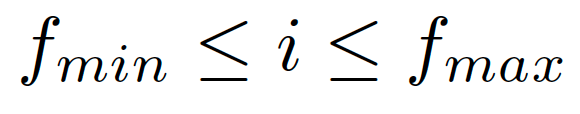 f_{min} ≤ i ≤ f_{max}